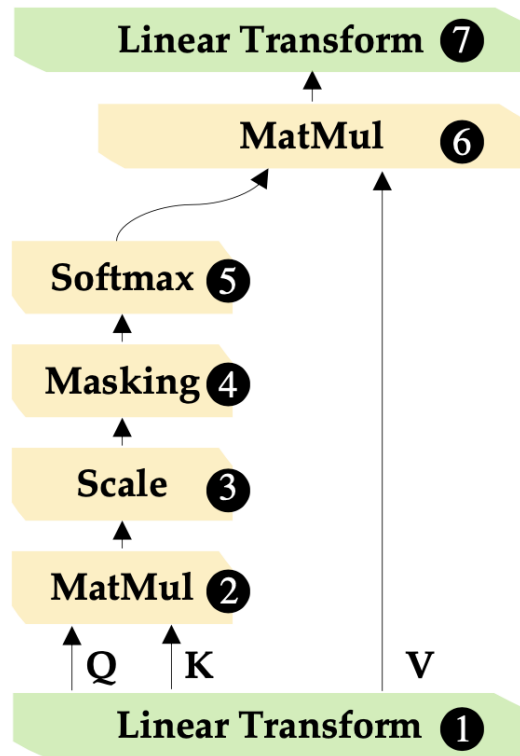 Linear Transform 7
MatMul 6
Softmax 5
Masking 4
Scale 3
MatMul 2
Q K V
Linear Transform 1